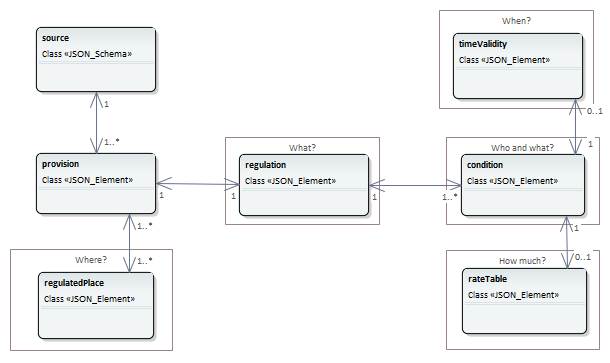 When?
source
Class «JSON_Schema»
timeValidity
Class «JSON_Element»
1
0..1
1..*
What?
1
Who and what?
provision
Class «JSON_Element»
regulation
Class «JSON_Element»
condition
Class «JSON_Element»
1
1
1
1..*
1..*
1
Where?
1..*
How much?
0..1
regulatedPlace
Class «JSON_Element»
rateTable
Class «JSON_Element»